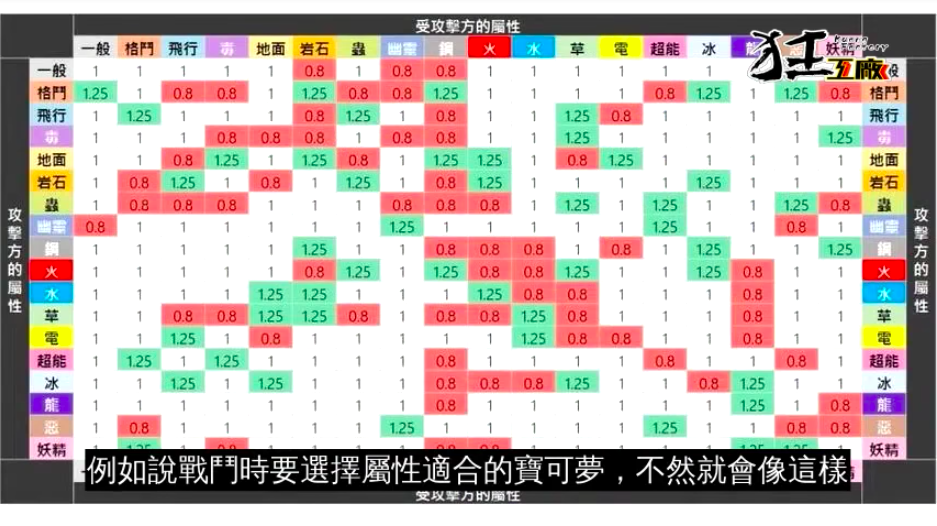 受攻擊方的屬性
一般 格鬥 飛行 毒 地面 岩石 蟲 幽靈 鋼 火 水 草 電 超能 冰 妖精
狂
工廠
攻擊方的屬性
一般 1 1 1 1 1 0.8 1 0.8 0.8 1 1 1 1 1 1 般
格鬥 1.25 1 0.8 0.8 1 1.25 0.8 0.8 1.25 1 1 1 1 0.8 1.25 1 1.25 0.8 格鬥
飛行 1 1.25 1 1 1 0.8 1.25 1 0.8 1 1 1.25 0.8 1 1 1 1 1 飛行
毒 1 1 1 0.8 0.8 0.8 1 0.8 0.8 1 1 1.25 1 1 1 1 1 1.25 毒
地面 1 1 0.8 1.25 1 1.25 0.8 1 1.25 1.25 1 0.8 1.25 1 1 1 1 1 地面
岩石 1 0.8 1.25 1 0.8 1 1.25 1 0.8 1.25 1 1 1 1 1.25 1 1 1 岩石
蟲 1 0.8 0.8 0.8 1 1 1 0.8 0.8 0.8 1 1.25 1 1.25 1 1 1.25 0.8 蟲
幽靈 0.8 1 1 1 1 1 1 1.25 1 1 1 1 1 1.25 1 1 0.8 1 幽靈
鋼 1 1 1 1 1 1.25 1 1 0.8 0.8 0.8 1 0.8 1 1.25 1 1 1.25 鋼
火 1 1 1 1 1 0.8 1.25 1 1.25 0.8 0.8 1.25 1 1 1.25 0.8 1 1 火
水 1 1 1 1 1.25 1.25 1 1 1 1.25 0.8 0.8 1 1 1 0.8 1 1 水
草 1 1 0.8 0.8 1.25 1.25 0.8 1 0.8 0.8 1.25 0.8 1 1 1 0.8 1 1 草
電 1 1 1.25 1 0.8 1 1 1 1 1 1.25 0.8 0.8 1 1 0.8 1 1 電
超能 1 1.25 1 1.25 1 1 1 1 0.8 1 1 1 1 0.8 1 1 0.8 1 超能
冰 1 1 1.25 1 1.25 1 1 1 0.8 0.8 0.8 1.25 1 1 0.8 1.25 1 1 冰
龍 1 1 1 1 1 1 1 1 0.8 1 1 1 1 1 1 1.25 1 0.8 龍
惡 1 0.8 1 1 1 1 1 1.25 1 1 1 1 1 1.25 1 1 0.8 0.8 惡
妖精 妖精
攻擊方的屬性
例如說戰鬥時要選擇屬性適合的寶可夢，不然就會像這樣
受攻擊方的屬性